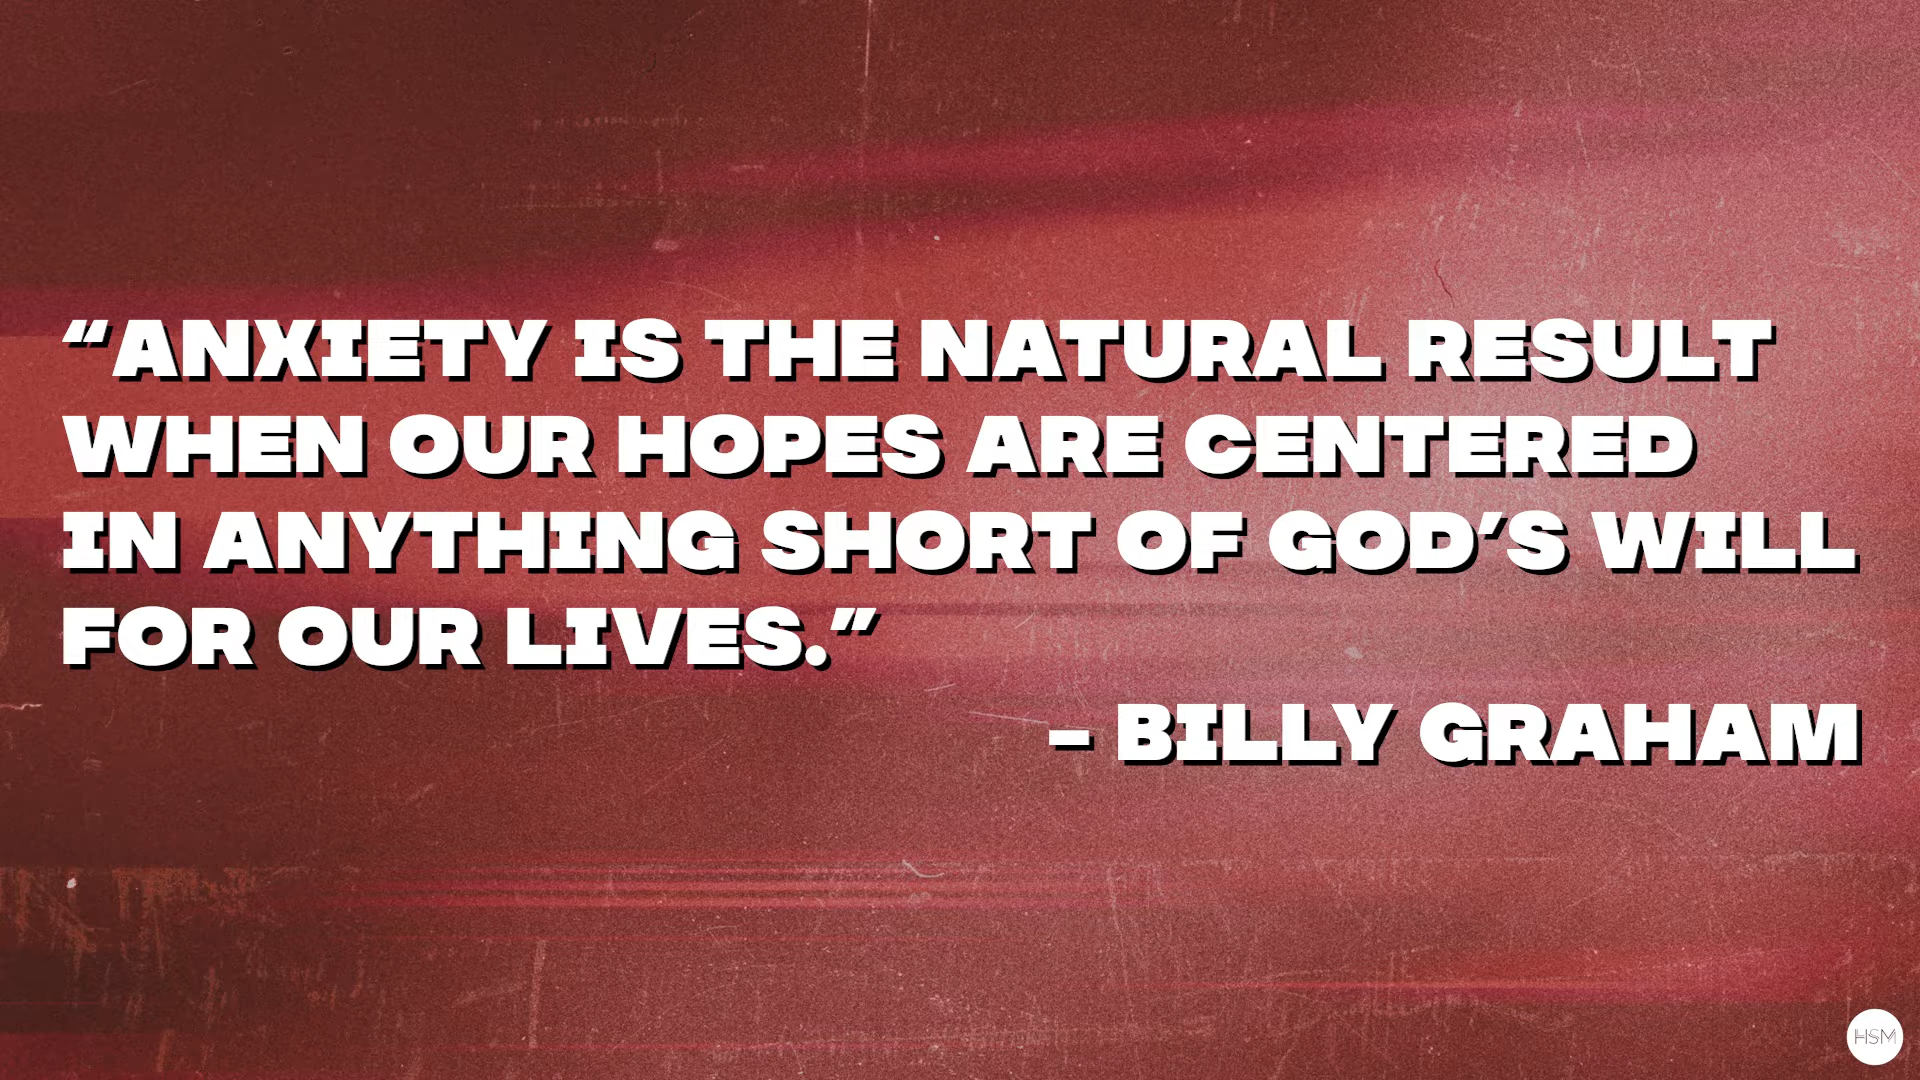 “ANXIETY IS THE NATURAL RESULT
WHEN OUR HOPES ARE CENTERED
IN ANYTHING SHORT OF GOD’S WILL
FOR OUR LIVES.”
– BILLY GRAHAM
HSM